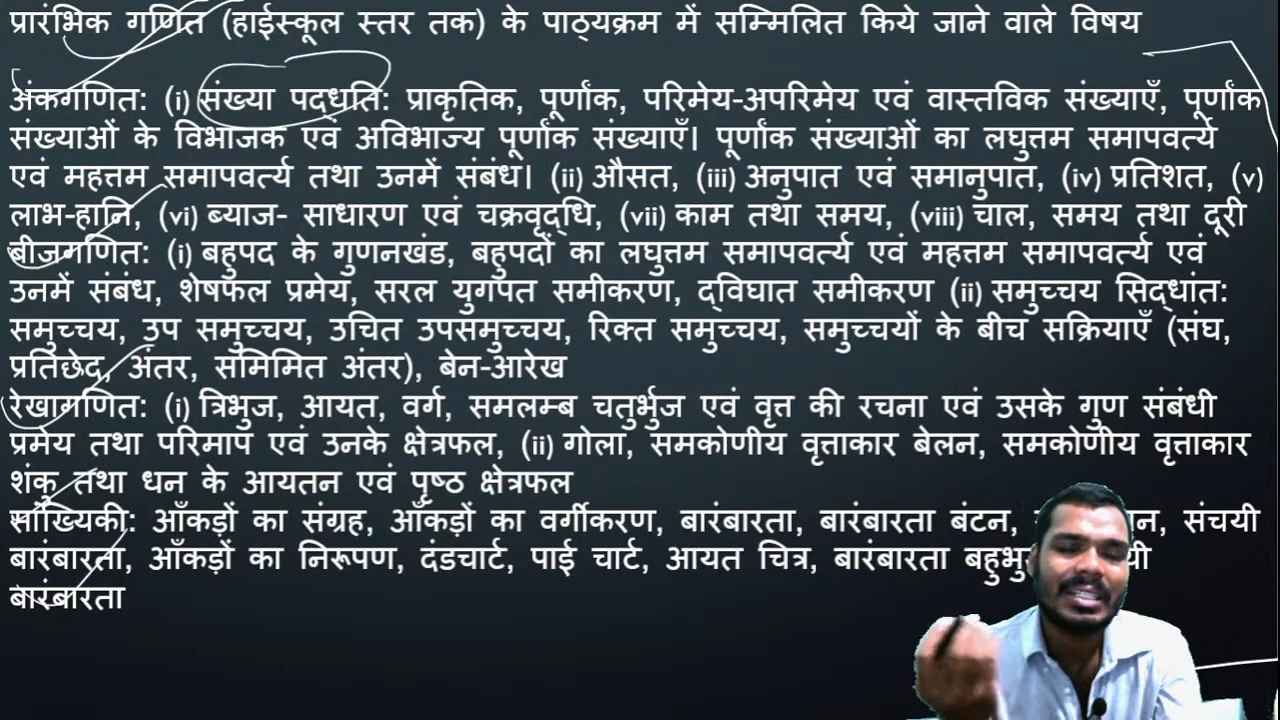 प्रारंभिक गणित (हाईस्कूल स्तर तक) के पाठ्यक्रम में सम्मिलित किये जाने वाले विषय
अंकगणित: (i) संख्या पद्धति: प्राकृतिक, पूर्णांक, परिमेय-अपरिमेय एवं वास्तविक संख्याएँ, पूर्णांक
संख्याओं के विभाजक एवं अविभाज्य पूर्णांक संख्याएँ। पूर्णांक संख्याओं का लघुत्तम समापवर्त्य
एवं महत्तम समापवर्त्य तथा उनमें संबंध। (ii) औसत, (iii) अनुपात एवं समानुपात, (iv) प्रतिशत, (v)
लाभ-हानि, (vi) ब्याज- साधारण एवं चक्रवृद्धि, (vii) काम तथा समय, (viii) चाल, समय तथा दूरी
बीजगणित: (i) बहुपद के गुणनखंड, बहुपदों का लघुत्तम समापवर्त्य एवं महत्तम समापवर्त्य एवं
उनमें संबंध, शेषफल प्रमेय, सरल युगपत समीकरण, द्विघात समीकरण (ii) समुच्चय सिद्धांत:
समुच्चय, उप समुच्चय, उचित उपसमुच्चय, रिक्त समुच्चय, समुच्चयों के बीच सक्रियाएँ (संघ,
प्रतिछेद, अंतर, समिमित अंतर), बेन-आरेख
रेखागणित: (i) त्रिभुज, आयत, वर्ग, समलम्ब चतुर्भुज एवं वृत्त की रचना एवं उसके गुण संबंधी
प्रमेय तथा परिमाप एवं उनके क्षेत्रफल, (ii) गोला, समकोणीय वृत्ताकार बेलन, समकोणीय वृत्ताकार
शंकु तथा धन के आयतन एवं पृष्ठ क्षेत्रफल
सांख्यिकी: आँकड़ों का संग्रह, आँकड़ों का वर्गीकरण, बारंबारता, बारंबारता बंटन, संचयी
बारंबारता, आँकड़ों का निरूपण, दंडचार्ट, पाई चार्ट, आयत चित्र, बारंबारता
बारंबारता